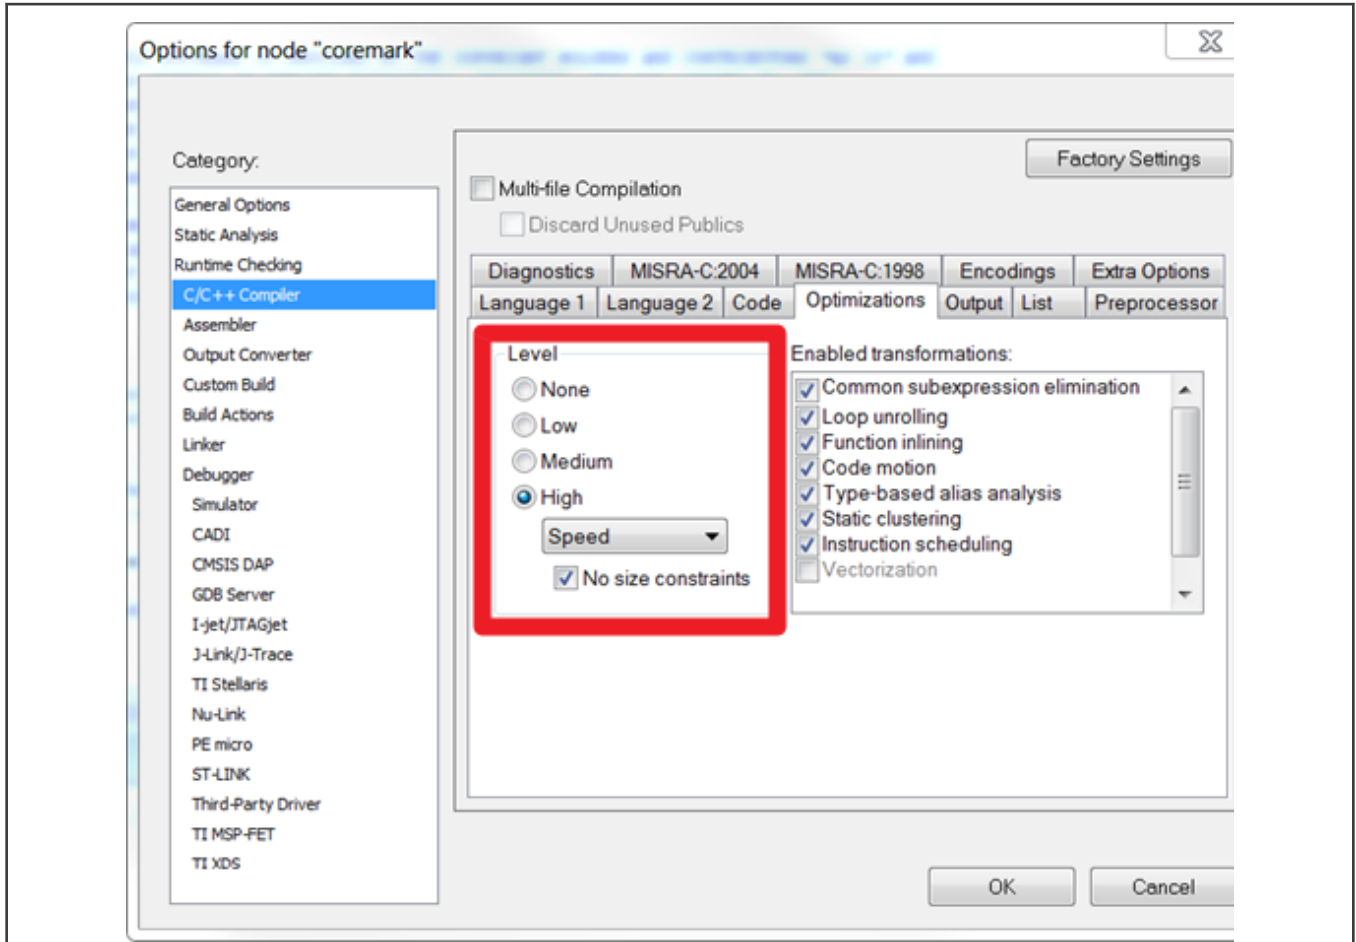 Options for node "coremark"
Category:
General Options
Static Analysis
Runtime Checking
C/C++ Compiler
Assembler
Output Converter
Custom Build
Build Actions
Linker
Debugger
Simulator
CADI
CMSIS DAP
GDB Server
I-jet/JTAGjet
J-Link/J-Trace
TI Stellaris
Nu-Link
PE micro
ST-LINK
Third-Party Driver
TI MSP-FET
TI XDS
Factory Settings
Multi-file Compilation
Discard Unused Publics
Diagnostics MISRA-C:2004 MISRA-C:1998 Encodings Extra Options
Language 1 Language 2 Code Optimizations Output List Preprocessor
Level
None
Low
Medium
High
Speed
No size constraints
Enabled transformations:
Common subexpression elimination
Loop unrolling
Function inlining
Code motion
Type-based alias analysis
Static clustering
Instruction scheduling
Vectorization
OK Cancel